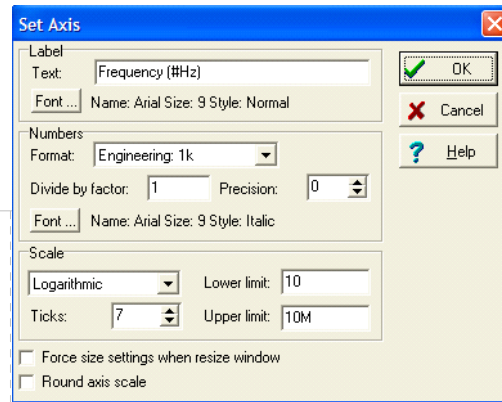 Set Axis
Label
Text: Frequency (#Hz)
Font ... Name: Arial Size: 9 Style: Normal
Numbers
Format: Engineering: 1k
Divide by factor: 1 Precision: 0
Font ... Name: Arial Size: 9 Style: Italic
Scale
Logarithmic Lower limit: 10
Ticks: 7 Upper limit: 10M
Force size settings when resize window
Round axis scale
OK
Cancel
? Help